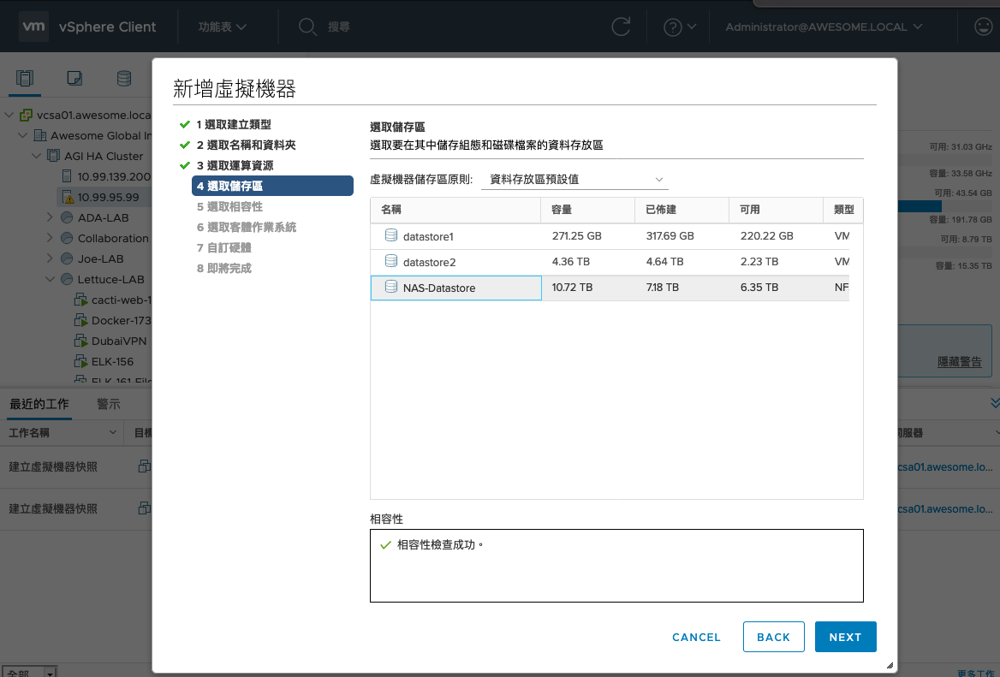 vm vSphere Client 功能表 搜尋 Administrator@AWESOME.LOCAL
vcsa01.awesome.loca
Awesome Global In
AGI HA Cluster
10.99.139.200
10.99.95.99
ADA-LAB
Collaboration
Joe-LAB
Lettuce-LAB
cacti-web-1
Docker-173
DubaiVPN
ELK-156
ELK-161 File
最近的工作 警示
工作名稱 目標
建立虛擬機器快照
建立虛擬機器快照
全部
新增虛擬機器
1 選取建立類型
2 選取名稱和資料夾
3 選取運算資源
4 選取儲存區
5 選取相容性
6 選取客體作業系統
7 自訂硬體
8 即將完成
選取儲存區
選取要在其中儲存組態和磁碟檔案的資料存放區
虛擬機器儲存區原則: 資料存放區預設值
名稱 容量 已佈建 可用 類型
datastore1 271.25 GB 317.69 GB 220.22 GB VM
datastore2 4.36 TB 4.64 TB 2.23 TB VM
NAS-Datastore 10.72 TB 7.18 TB 6.35 TB NF
相容性
相容性檢查成功。
CANCEL BACK NEXT
可用: 31.03 GHz
容量: 33.58 GHz
可用: 43.54 GB
容量: 191.78 GB
可用: 8.79 TB
容量: 15.35 TB
隱藏警告
伺服器
csa01.awesome.lo...
csa01.awesome.lo...
更多工作